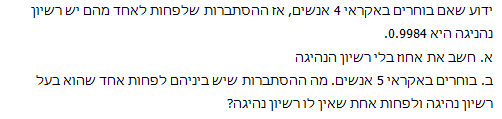 ידוע שאם בוחרים באקראי 4 אנשים, אז ההסתברות שלפחות לאחד מהם יש רשיון
נהניגה היא 0.9984.
א. חשב את אחוז בלי רשיון הנהיגה
ב. בוחרים באקראי 5 אנשים. מה ההסתברות שיש ביניהם לפחות אחד שהוא בעל
רשיון נהיגה ולפחות אחת שאין לו רשיון נהיגה?